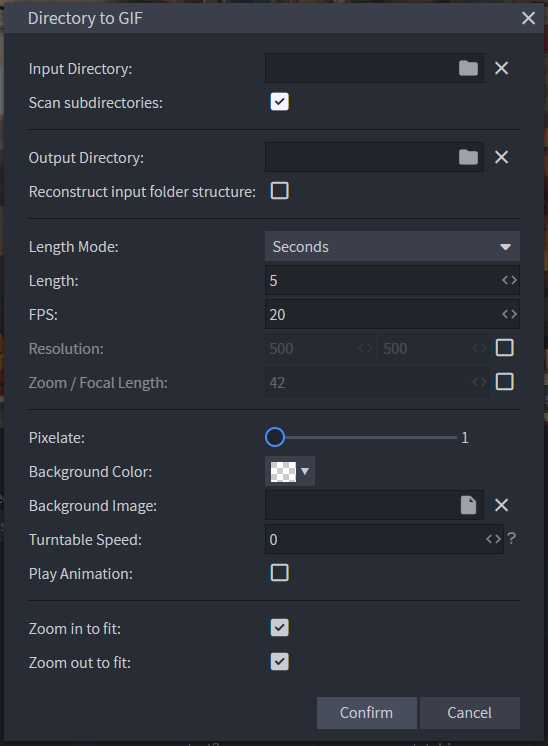 Directory to GIF
Input Directory:
Scan subdirectories:
Output Directory:
Reconstruct input folder structure:
Length Mode: Seconds
Length: 5
FPS: 20
Resolution: 500 500
Zoom / Focal Length: 42
Pixelate: 1
Background Color:
Background Image:
Turntable Speed: 0 ?
Play Animation:
Zoom in to fit:
Zoom out to fit:
Confirm Cancel